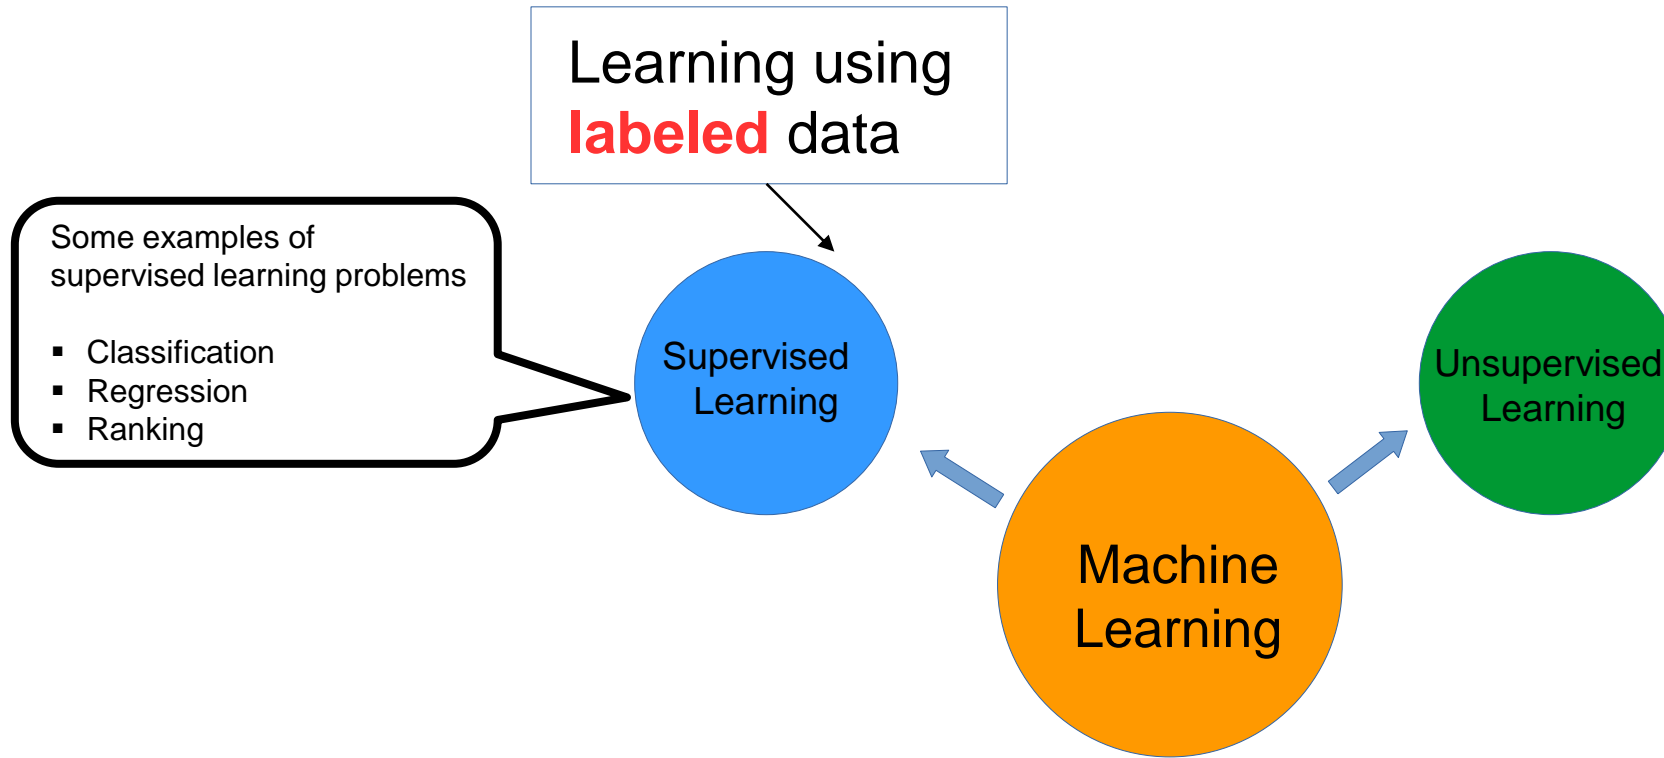 Learning using
labeled data
Some examples of
supervised learning problems
▪ Classification
▪ Regression
▪ Ranking
Supervised
Learning
Unsupervised
Learning
Machine
Learning